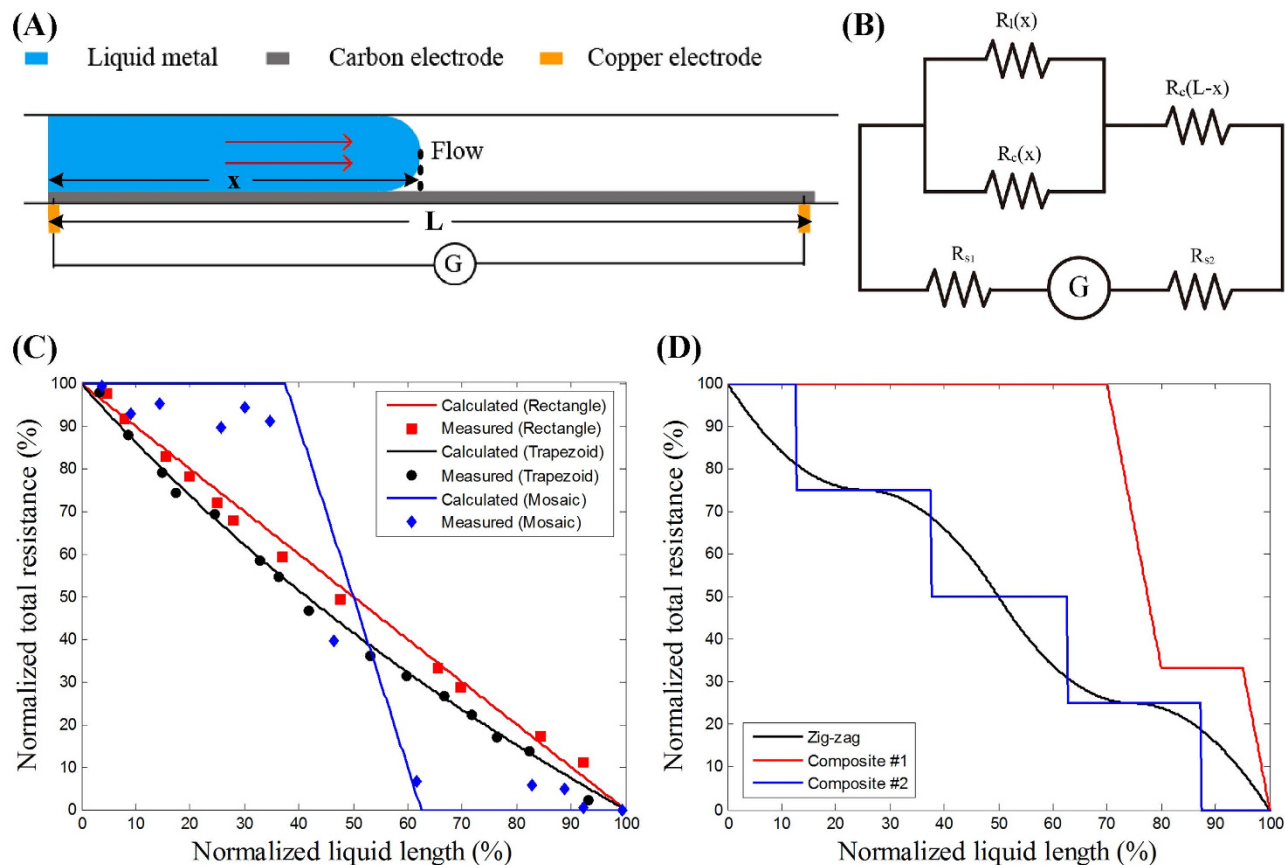 (A)
Liquid metal
Carbon electrode
Copper electrode
Flow
x
L
G
(B)
Rl(x)
Rc(L-x)
Rc(x)
Rs1
G
Rs2
(C)
Normalized total resistance (%)
100
90
80
70
60
50
40
30
20
10
0
Calculated (Rectangle)
Measured (Rectangle)
Calculated (Trapezoid)
Measured (Trapezoid)
Calculated (Mosaic)
Measured (Mosaic)
0 10 20 30 40 50 60 70 80 90 100
Normalized liquid length (%)
(D)
Normalized total resistance (%)
100
90
80
70
60
50
40
30
20
10
0
Zig-zag
Composite #1
Composite #2
0 10 20 30 40 50 60 70 80 90 100
Normalized liquid length (%)